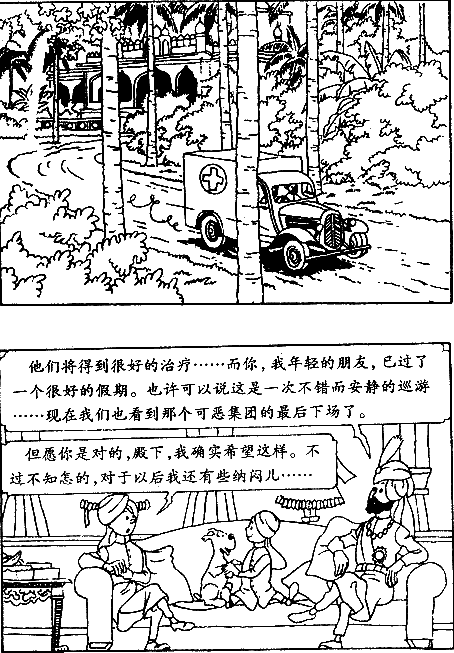 他们将得到很好的治疗……而你，我年轻的朋友，已过了
一个很好的假期。也许可以说这是一次不错而安静的巡游
……现在我们也看到那个可恶集团的最后下场了。
但愿你是对的，殿下，我确实希望这样。不
过不知怎的，对于以后我还有些纳闷儿……